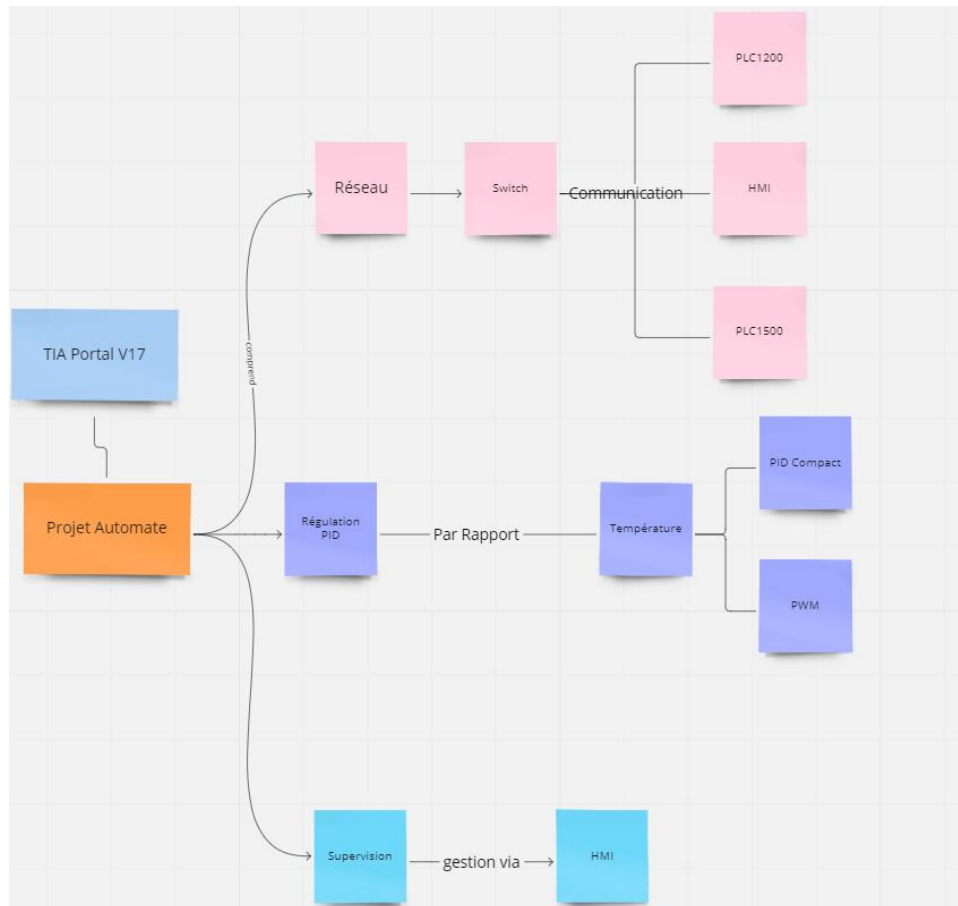 PLC1200
Réseau
Switch
Communication
HMI
PLC1500
comprend
TIA Portal V17
PID Compact
Projet Automate
Régulation
PID
Par Rapport
Température
PWM
Supervision
gestion via
HMI